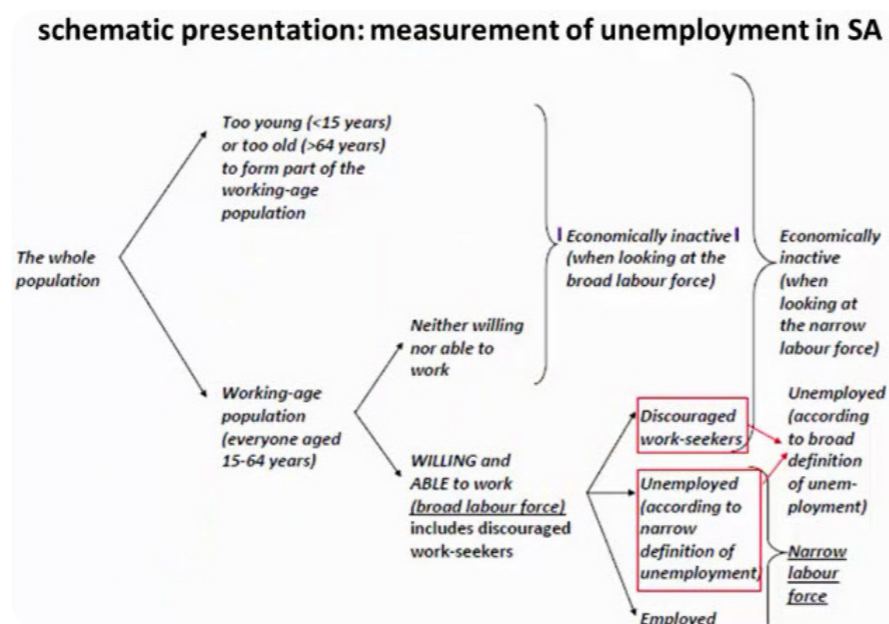 schematic presentation: measurement of unemployment in SA
Too young (<15 years)
or too old (>64 years)
to form part of the
working-age
population
The whole
population
Economically inactive
(when looking at the
broad labour force)
Economically
inactive
(when
looking at
the narrow
labour force)
Neither willing
nor able to
work
Working-age
population
(everyone aged
15-64 years)
WILLING and
ABLE to work
(broad labour force)
includes discouraged
work-seekers
Discouraged
work-seekers
Unemployed
(according
to broad
definition
of unem-
ployment)
Unemployed
(according to
narrow
definition of
unemployment)
Narrow
labour
force
Employed